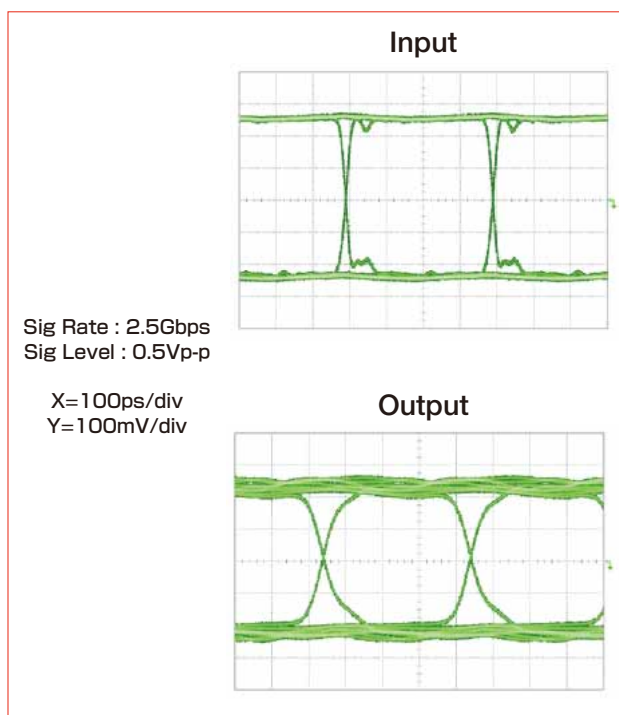 Input
Sig Rate : 2.5Gbps
Sig Level : 0.5Vp-p
X=100ps/div
Y=100mV/div
Output